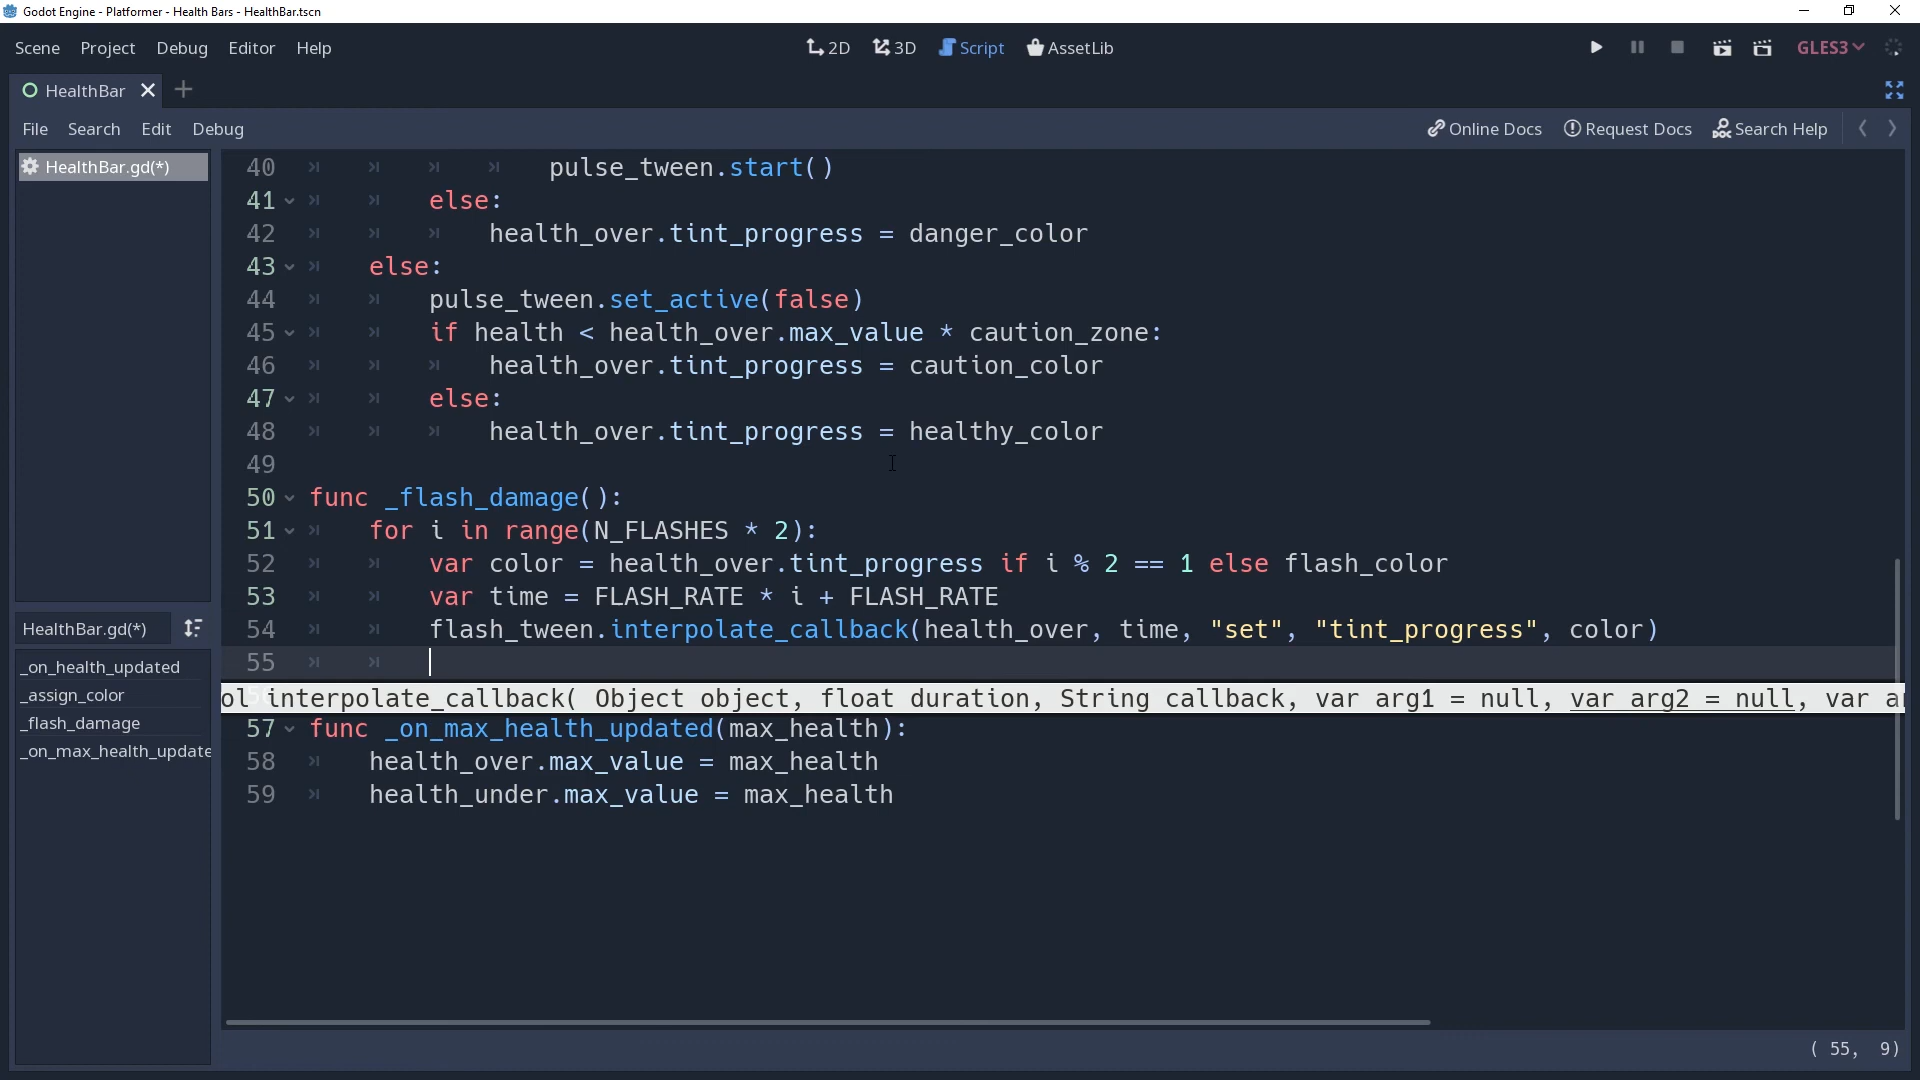 Godot Engine - Platformer - Health Bars - HealthBar.tscn
Scene Project Debug Editor Help 2D 3D Script AssetLib GLES3
HealthBar
File Search Edit Debug Online Docs Request Docs Search Help
HealthBar.gd(*)
40 pulse_tween.start()
41 else:
42 health_over.tint_progress = danger_color
43 else:
44 pulse_tween.set_active(false)
45 if health < health_over.max_value * caution_zone:
46 health_over.tint_progress = caution_color
47 else:
48 health_over.tint_progress = healthy_color
49
50 func _flash_damage():
51 for i in range(N_FLASHES * 2):
52 var color = health_over.tint_progress if i % 2 == 1 else flash_color
53 var time = FLASH_RATE * i + FLASH_RATE
54 flash_tween.interpolate_callback(health_over, time, "set", "tint_progress", color)
55
ol interpolate_callback( Object object, float duration, String callback, var arg1 = null, var arg2 = null, var ar
57 func _on_max_health_updated(max_health):
58 health_over.max_value = max_health
59 health_under.max_value = max_health
HealthBar.gd(*)
_on_health_updated
_assign_color
_flash_damage
_on_max_health_update
( 55, 9)